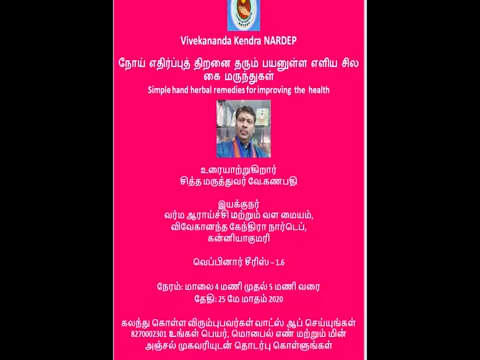 Vivekananda Kendra NARDEP
நோய் எதிர்ப்புத் திறனை தரும் பயனுள்ள எளிய சில
கை மருந்துகள்
Simple hand herbal remedies for improving the health
உரையாற்றுகிறார்
சித்த மருத்துவர் வே.கணபதி
இயக்குநர்
வர்ம ஆராய்ச்சி மற்றும் வள மையம்,
விவேகானந்த கேந்திரா நார்டெப்,
கன்னியாகுமரி
வெப்பினார் சீரிஸ் – 1.6
நேரம்: மாலை 4 மணி முதல் 5 மணி வரை
தேதி: 25 மே மாதம் 2020
கலந்து கொள்ள விரும்புபவர்கள் வாட்ஸ் ஆப் செய்யுங்கள்
8270002301 உங்கள் பெயர், மொபைல் எண் மற்றும் மின்
அஞ்சல் முகவரியுடன் தொடர்பு கொள்ளுங்கள்